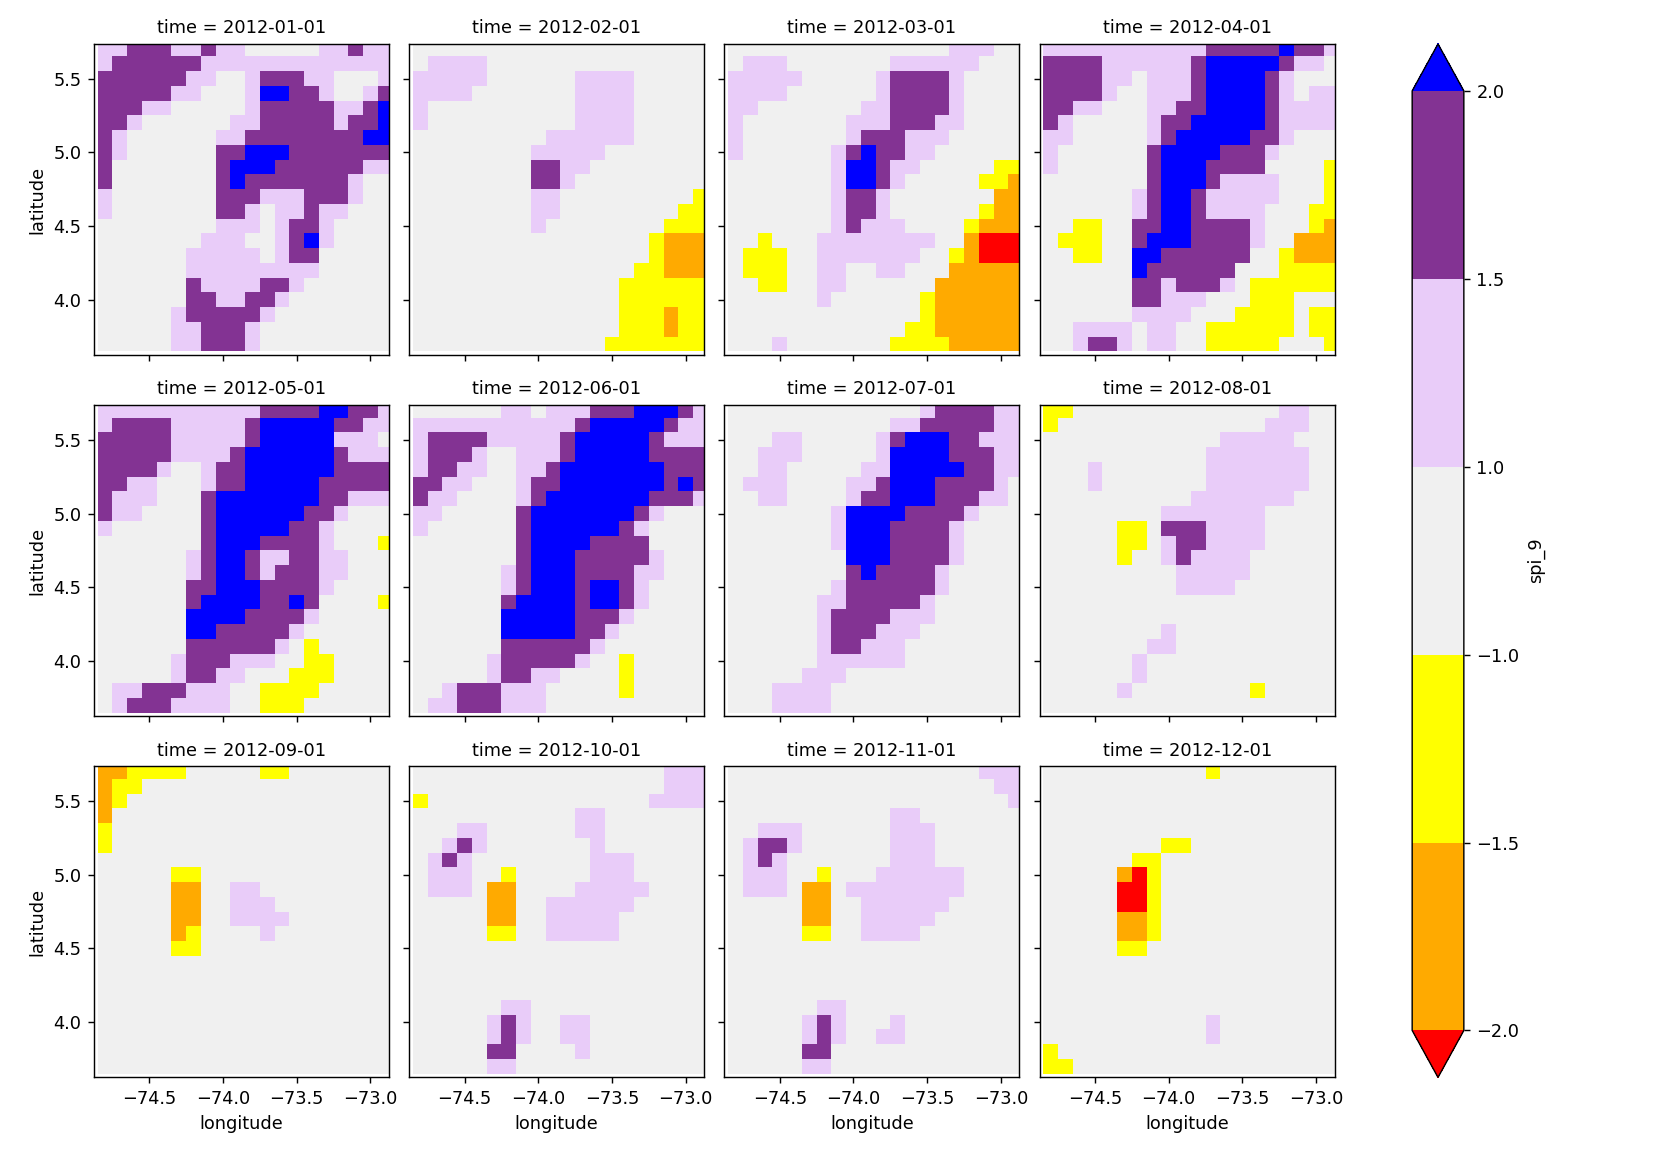 time = 2012-01-01
time = 2012-02-01
time = 2012-03-01
time = 2012-04-01
5.5
5.0
4.5
4.0
latitude
time = 2012-05-01
time = 2012-06-01
time = 2012-07-01
time = 2012-08-01
5.5
5.0
4.5
4.0
latitude
time = 2012-09-01
time = 2012-10-01
time = 2012-11-01
time = 2012-12-01
5.5
5.0
4.5
4.0
latitude
−74.5 −74.0 −73.5 −73.0
longitude
−74.5 −74.0 −73.5 −73.0
longitude
−74.5 −74.0 −73.5 −73.0
longitude
−74.5 −74.0 −73.5 −73.0
longitude
2.0
1.5
1.0
−1.0
−1.5
−2.0
spi_9